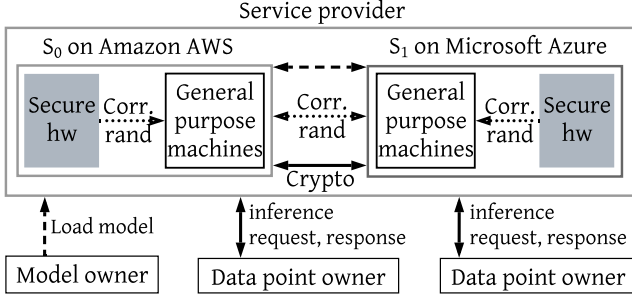 Service provider
S₀ on Amazon AWS
S₁ on Microsoft Azure
Secure
hw
Corr.
rand
General
purpose
machines
Corr.
rand
Crypto
General
purpose
machines
Corr.
rand
Secure
hw
Load model
inference
request, response
inference
request, response
Model owner
Data point owner
Data point owner